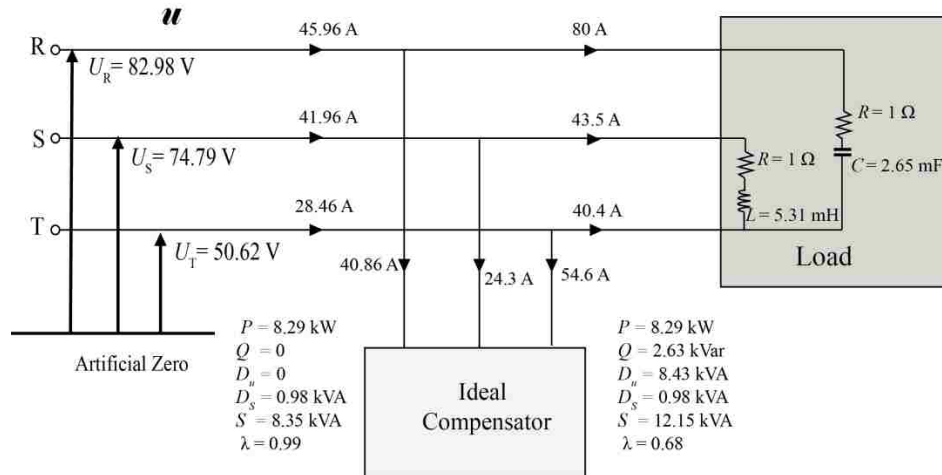 u
R
45.96 A
80 A
U_R = 82.98 V
R = 1 Ω
C = 2.65 mF
S
41.96 A
43.5 A
U_S = 74.79 V
R = 1 Ω
L = 5.31 mH
T
28.46 A
40.4 A
U_T = 50.62 V
40.86 A
24.3 A
54.6 A
Load
Artificial Zero
P = 8.29 kW
Q = 0
D_u = 0
D_S = 0.98 kVA
S = 8.35 kVA
λ = 0.99
Ideal
Compensator
P = 8.29 kW
Q = 2.63 kVar
D_u = 8.43 kVA
D_S = 0.98 kVA
S = 12.15 kVA
λ = 0.68